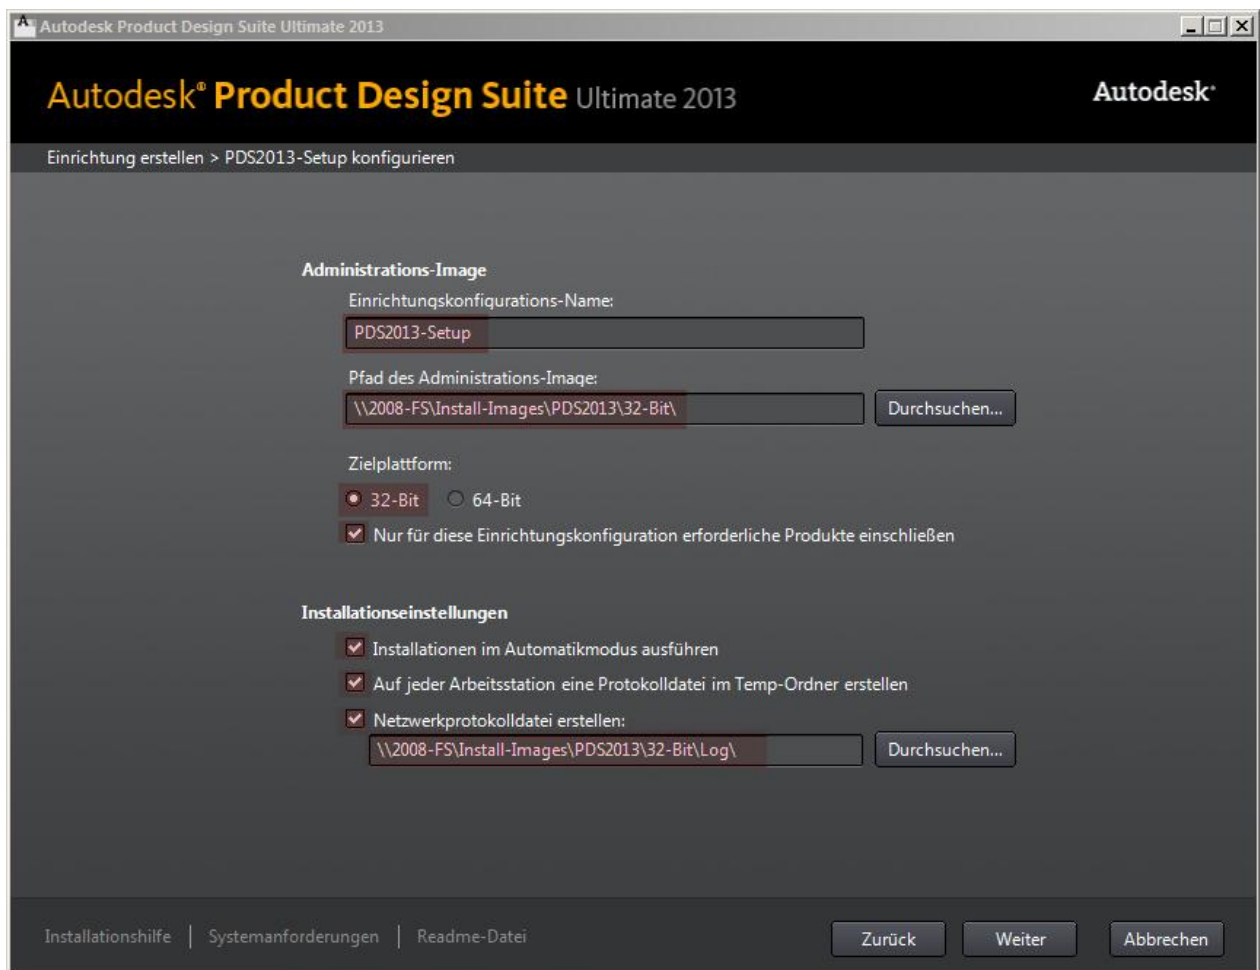 Autodesk Product Design Suite Ultimate 2013
Autodesk® Product Design Suite Ultimate 2013
Autodesk®
Einrichtung erstellen > PDS2013-Setup konfigurieren
Administrations-Image
Einrichtungskonfigurations-Name:
PDS2013-Setup
Pfad des Administrations-Image:
\\2008-FS\Install-Images\PDS2013\32-Bit\
Durchsuchen...
Zielplattform:
32-Bit
64-Bit
Nur für diese Einrichtungskonfiguration erforderliche Produkte einschließen
Installationseinstellungen
Installationen im Automatikmodus ausführen
Auf jeder Arbeitsstation eine Protokolldatei im Temp-Ordner erstellen
Netzwerkprotokolldatei erstellen:
\\2008-FS\Install-Images\PDS2013\32-Bit\Log\
Durchsuchen...
Installationshilfe | Systemanforderungen | Readme-Datei
Zurück
Weiter
Abbrechen